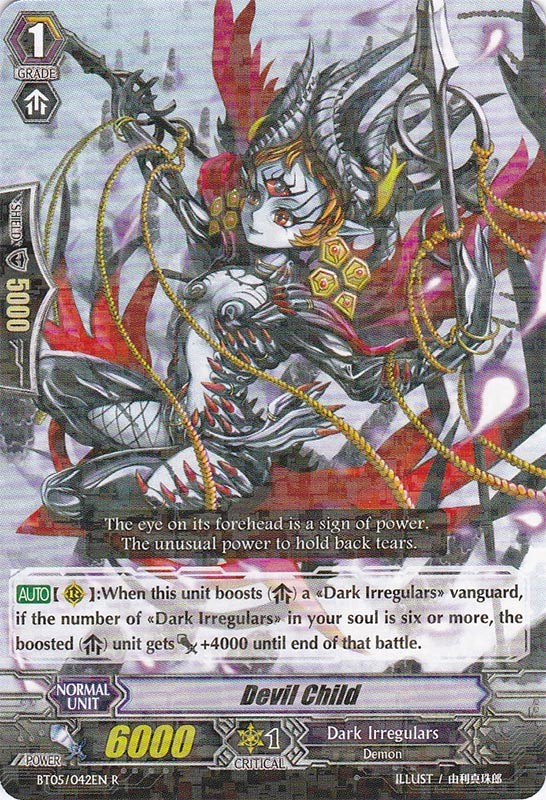 1
GRADE
SHIELD
5000
The eye on its forehead is a sign of power.
The unusual power to hold back tears.
AUTO【 】:When this unit boosts ( ) a «Dark Irregulars» vanguard,
if the number of «Dark Irregulars» in your soul is six or more, the
boosted ( ) unit gets +4000 until end of that battle.
NORMAL
UNIT
Devil Child
POWER
6000
1
CRITICAL
Dark Irregulars
Demon
BT05/042EN R
ILLUST / 由利真珠郎